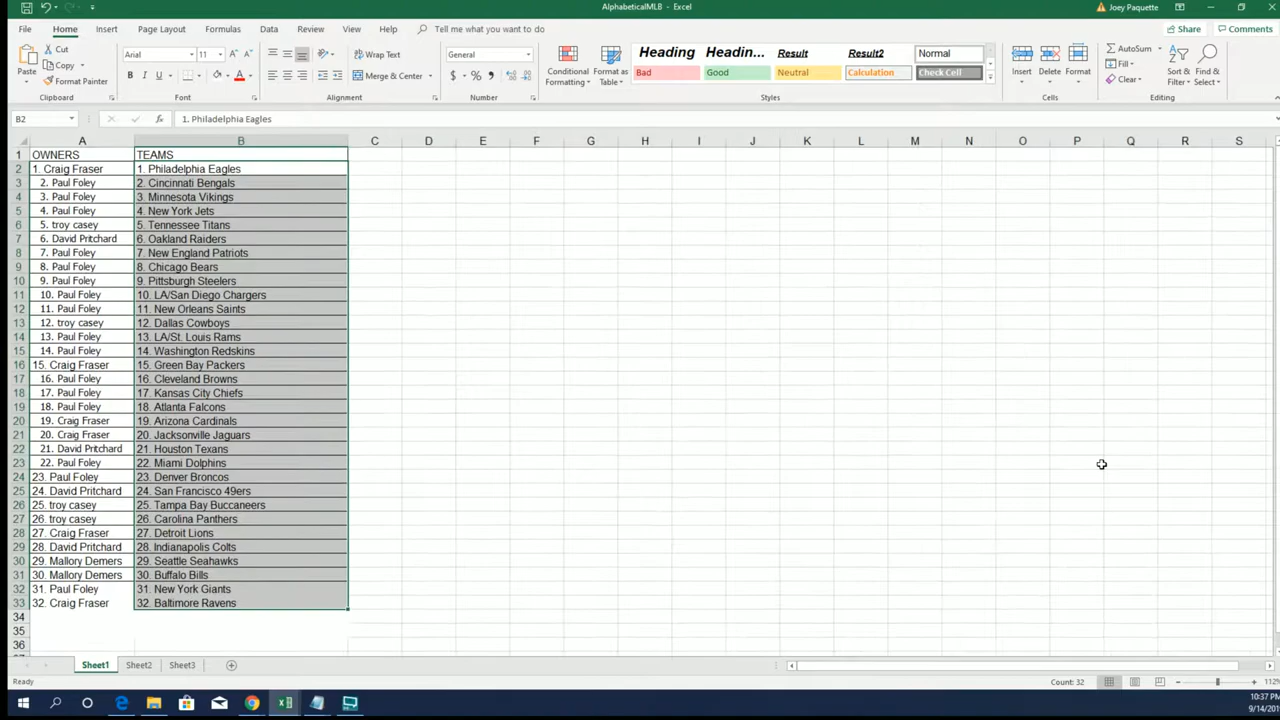 AlphabeticalMLB - Excel
Joey Paquette
File Home Insert Page Layout Formulas Data Review View Help Tell me what you want to do
Share Comments
Paste
Cut
Copy
Format Painter
Arial 11
B I U
Wrap Text
Merge & Center
General
$ % ,
Conditional Formatting
Format as Table
Heading Headin... Result Result2 Normal
Bad Good Neutral Calculation Check Cell
Insert Delete Format
AutoSum
Fill
Clear
Sort & Filter
Find & Select
Clipboard Font Alignment Number Styles Cells Editing
B2 1. Philadelphia Eagles
A B C D E F G H I J K L M N O P Q R S
1 OWNERS TEAMS
2 1. Craig Fraser 1. Philadelphia Eagles
3 2. Paul Foley 2. Cincinnati Bengals
4 3. Paul Foley 3. Minnesota Vikings
5 4. Paul Foley 4. New York Jets
6 5. troy casey 5. Tennessee Titans
7 6. David Pritchard 6. Oakland Raiders
8 7. Paul Foley 7. New England Patriots
9 8. Paul Foley 8. Chicago Bears
10 9. Paul Foley 9. Pittsburgh Steelers
11 10. Paul Foley 10. LA/San Diego Chargers
12 11. Paul Foley 11. New Orleans Saints
13 12. troy casey 12. Dallas Cowboys
14 13. Paul Foley 13. LA/St. Louis Rams
15 14. Paul Foley 14. Washington Redskins
16 15. Craig Fraser 15. Green Bay Packers
17 16. Paul Foley 16. Cleveland Browns
18 17. Paul Foley 17. Kansas City Chiefs
19 18. Paul Foley 18. Atlanta Falcons
20 19. Craig Fraser 19. Arizona Cardinals
21 20. Craig Fraser 20. Jacksonville Jaguars
22 21. David Pritchard 21. Houston Texans
23 22. Paul Foley 22. Miami Dolphins
24 23. Paul Foley 23. Denver Broncos
25 24. David Pritchard 24. San Francisco 49ers
26 25. troy casey 25. Tampa Bay Buccaneers
27 26. troy casey 26. Carolina Panthers
28 27. Craig Fraser 27. Detroit Lions
29 28. David Pritchard 28. Indianapolis Colts
30 29. Mallory Demers 29. Seattle Seahawks
31 30. Mallory Demers 30. Buffalo Bills
32 31. Paul Foley 31. New York Giants
33 32. Craig Fraser 32. Baltimore Ravens
34
35
36
Sheet1 Sheet2 Sheet3
Ready
Count: 32
112%
10:37 PM